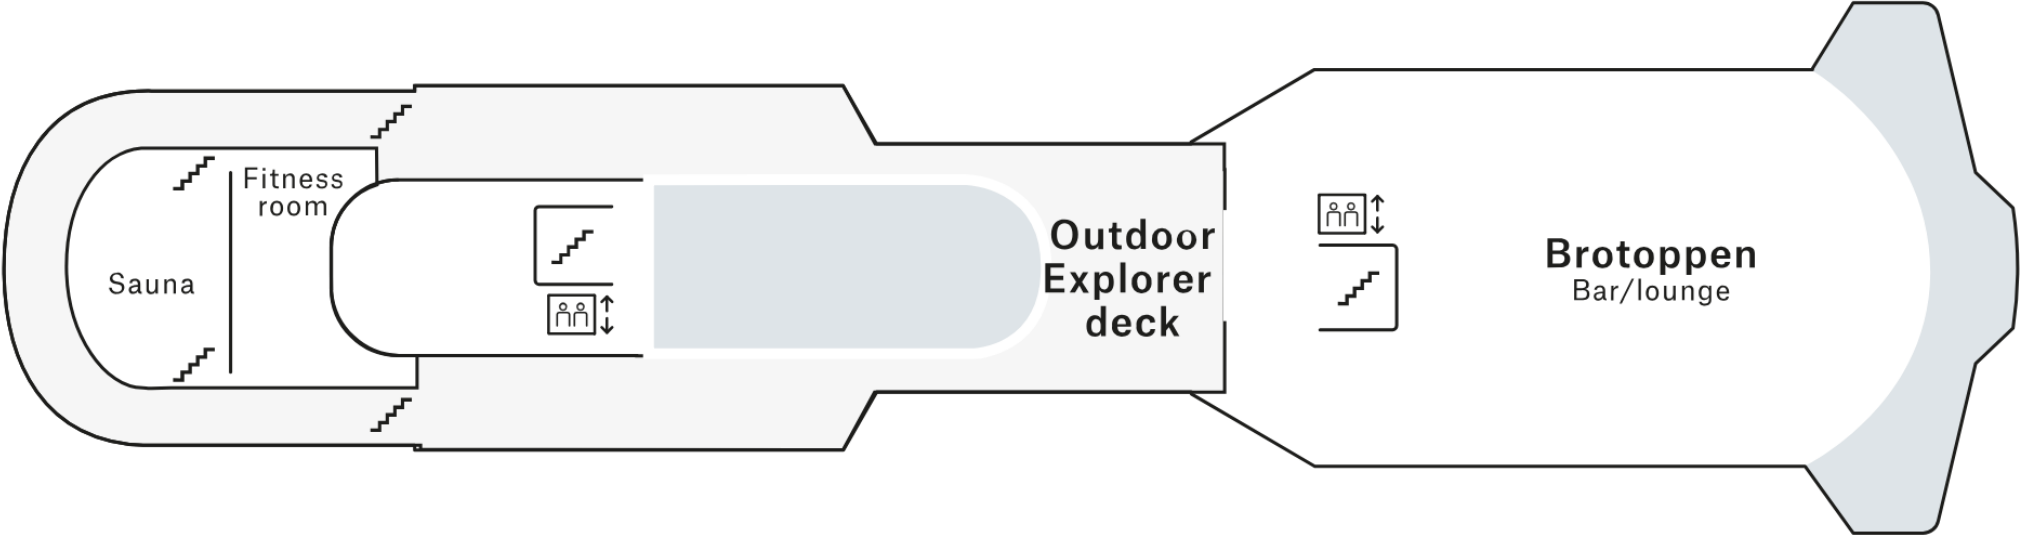 Fitness
room
Sauna
Outdoor
Explorer
deck
Brotoppen
Bar/lounge